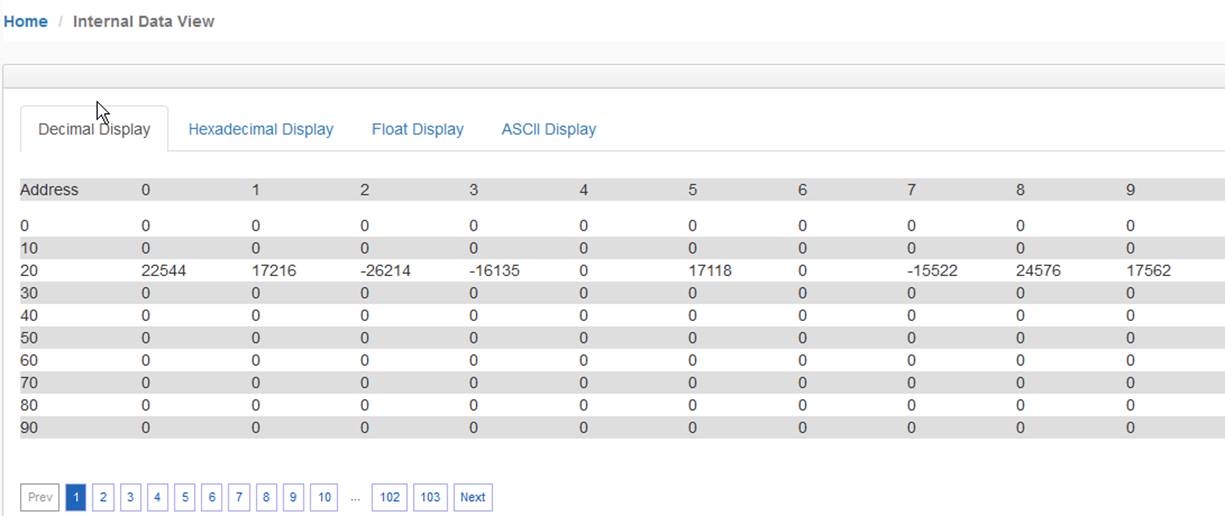 Home / Internal Data View
Decimal Display Hexadecimal Display Float Display ASCII Display
Address 0 1 2 3 4 5 6 7 8 9
0 0 0 0 0 0 0 0 0 0 0
10 0 0 0 0 0 0 0 0 0 0
20 22544 17216 -26214 -16135 0 17118 0 -15522 24576 17562
30 0 0 0 0 0 0 0 0 0 0
40 0 0 0 0 0 0 0 0 0 0
50 0 0 0 0 0 0 0 0 0 0
60 0 0 0 0 0 0 0 0 0 0
70 0 0 0 0 0 0 0 0 0 0
80 0 0 0 0 0 0 0 0 0 0
90 0 0 0 0 0 0 0 0 0 0
Prev 1 2 3 4 5 6 7 8 9 10 ... 102 103 Next